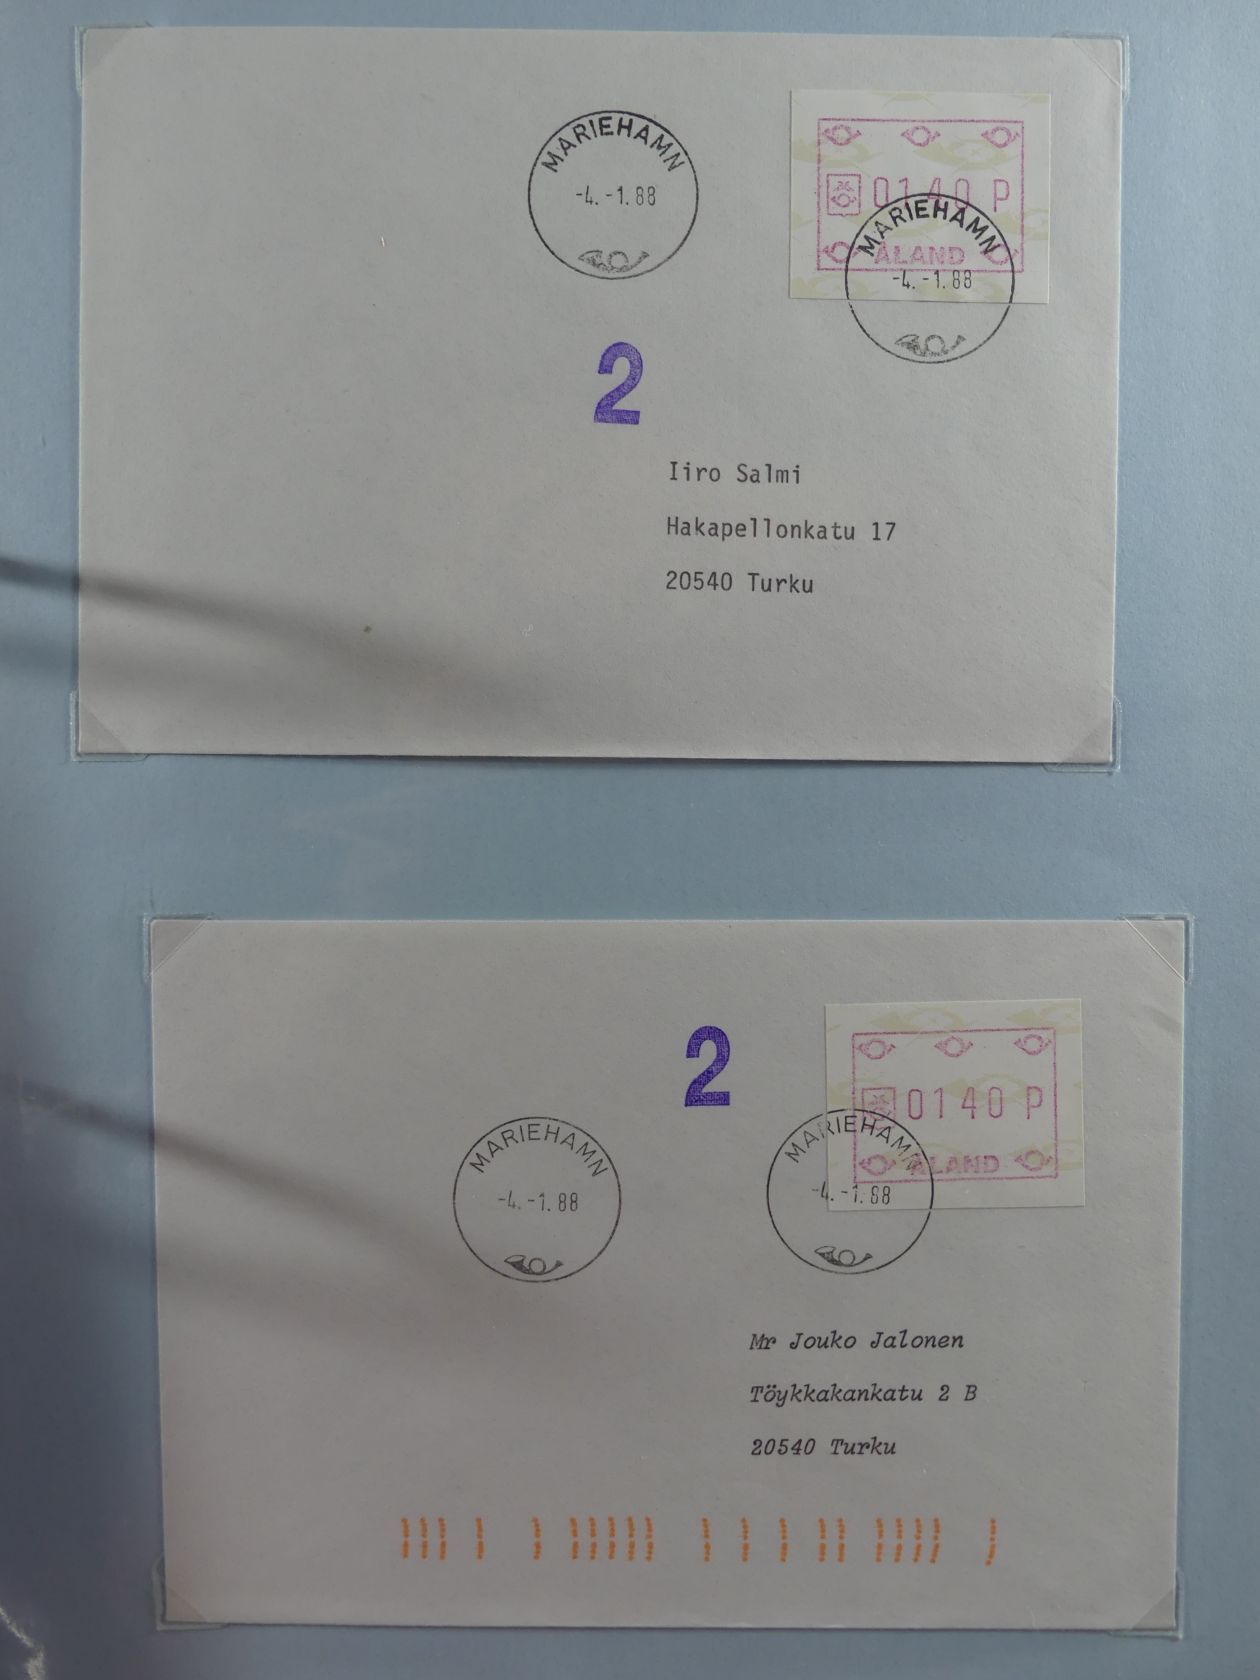 MARIEHAMN
-4. -1.88
0140 P
ÅLAND
MARIEHAMN
-4. -1.88
2
Iiro Salmi
Hakapellonkatu 17
20540 Turku
2
0140 P
ÅLAND
MARIEHAMN
-4. -1.88
MARIEHAMN
-4. -1.88
Mr Jouko Jalonen
Töykkakankatu 2 B
20540 Turku